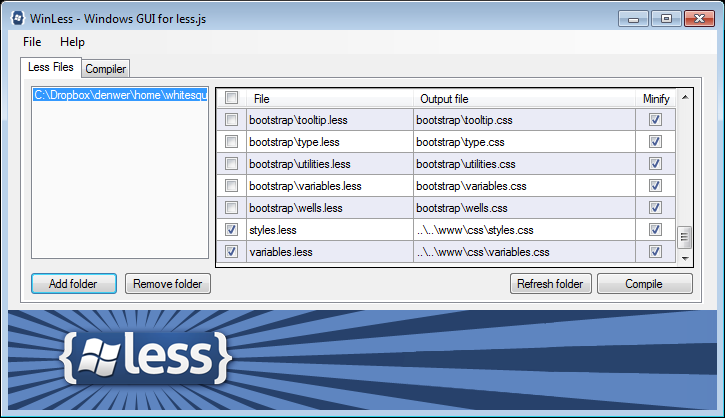 WinLess - Windows GUI for less.js
File Help
Less Files Compiler
C:\Dropbox\denwer\home\whitesqu
File Output file Minify
bootstrap\tooltip.less bootstrap\tooltip.css
bootstrap\type.less bootstrap\type.css
bootstrap\utilities.less bootstrap\utilities.css
bootstrap\variables.less bootstrap\variables.css
bootstrap\wells.less bootstrap\wells.css
styles.less ..\..\www\css\styles.css
variables.less ..\..\www\css\variables.css
Add folder Remove folder Refresh folder Compile
{less}